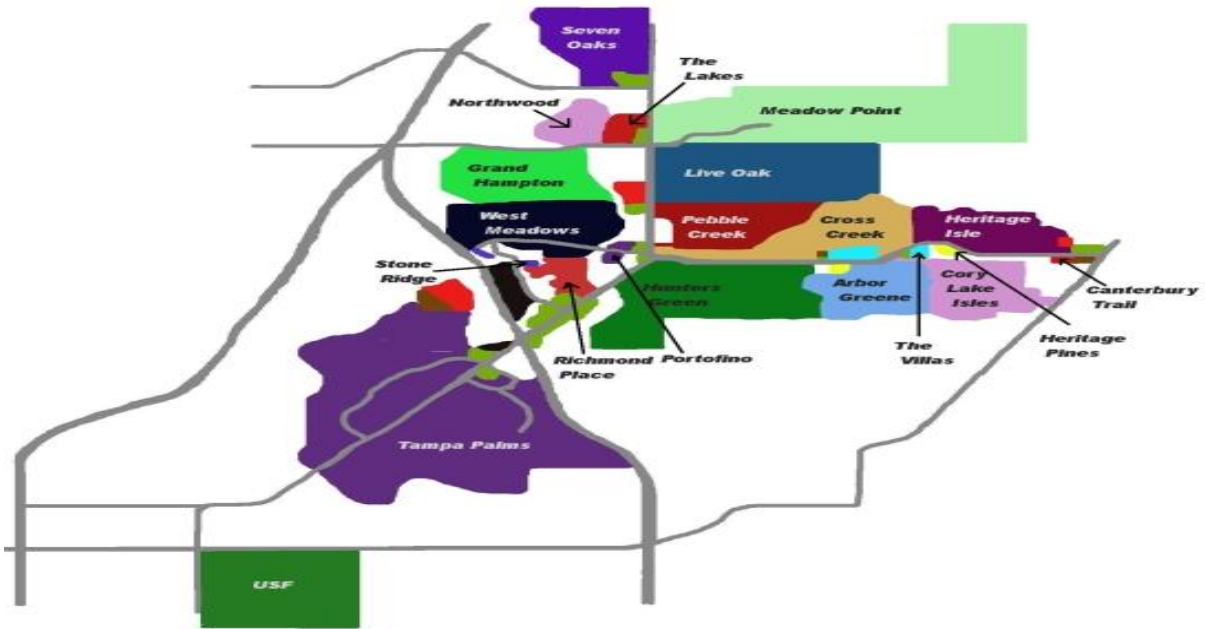 Seven
Oaks
The
Lakes
Northwood
Meadow Point
Grand
Hampton
Live Oak
West
Meadows
Pebble
Creek
Cross
Creek
Heritage
Isle
Stone
Ridge
Hunters
Green
Arbor
Greene
Cory
Lake
Isles
Canterbury
Trail
Richmond
Place
Portofino
The
Villas
Heritage
Pines
Tampa Palms
USF